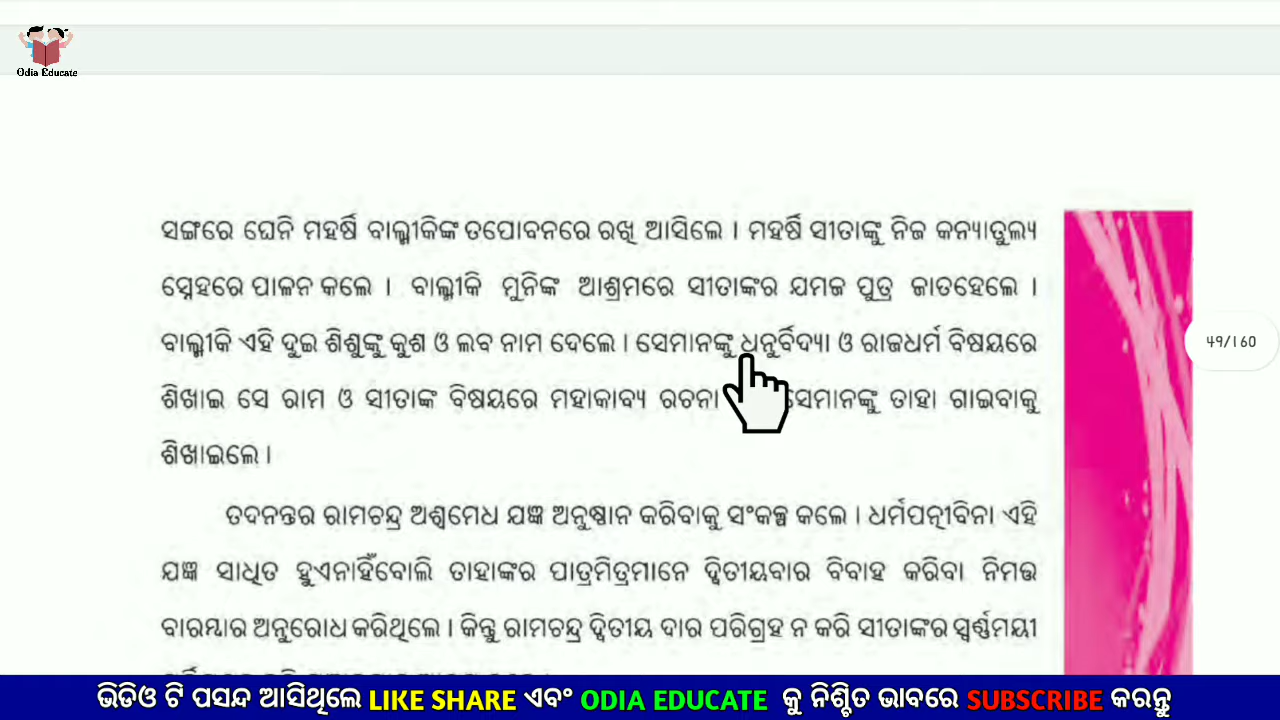 Odia Educate
ସଙ୍ଗରେ ଘେନି ମହର୍ଷି ବାଲ୍ମୀକିଙ୍କ ତପୋବନରେ ରଖି ଆସିଲେ । ମହର୍ଷି ସୀତାଙ୍କୁ ନିଜ କନ୍ୟାତୁଲ୍ୟ
ସ୍ନେହରେ ପାଳନ କଲେ । ବାଲ୍ମୀକି ମୁନିଙ୍କ ଆଶ୍ରମରେ ସୀତାଙ୍କର ଯମଜ ପୁତ୍ର ଜାତହେଲେ ।
ବାଲ୍ମୀକି ଏହି ଦୁଇ ଶିଶୁଙ୍କୁ କୁଶ ଓ ଲବ ନାମ ଦେଲେ । ସେମାନଙ୍କୁ ଧନୁର୍ବିଦ୍ୟା ଓ ରାଜଧର୍ମ ବିଷୟରେ
49/160
ଶିଖାଇ ସେ ରାମ ଓ ସୀତାଙ୍କ ବିଷୟରେ ମହାକାବ୍ୟ ରଚନା ସେମାନଙ୍କୁ ତାହା ଗାଇବାକୁ
ଶିଖାଇଲେ ।
ତଦନନ୍ତର ରାମଚନ୍ଦ୍ର ଅଶ୍ୱମେଧ ଯଜ୍ଞ ଅନୁଷ୍ଠାନ କରିବାକୁ ସଂକଳ୍ପ କଲେ । ଧର୍ମପତ୍ନୀବିନା ଏହି
ଯଜ୍ଞ ସାଧିତ ହୁଏନାହିଁବୋଲି ତାହାଙ୍କର ପାତ୍ରମିତ୍ରମାନେ ଦ୍ୱିତୀୟବାର ବିବାହ କରିବା ନିମନ୍ତ
ବାରମ୍ବାର ଅନୁରୋଧ କରିଥିଲେ । କିନ୍ତୁ ରାମଚନ୍ଦ୍ର ଦ୍ୱିତୀୟ ଦାର ପରିଗ୍ରହ ନ କରି ସୀତାଙ୍କର ସ୍ୱର୍ଣ୍ଣମୟୀ
ଭିଡିଓ ଟି ପସନ୍ଦ ଆସିଥିଲେ LIKE SHARE ଏବଂ ODIA EDUCATE କୁ ନିଶ୍ଚିତ ଭାବରେ SUBSCRIBE କରନ୍ତୁ